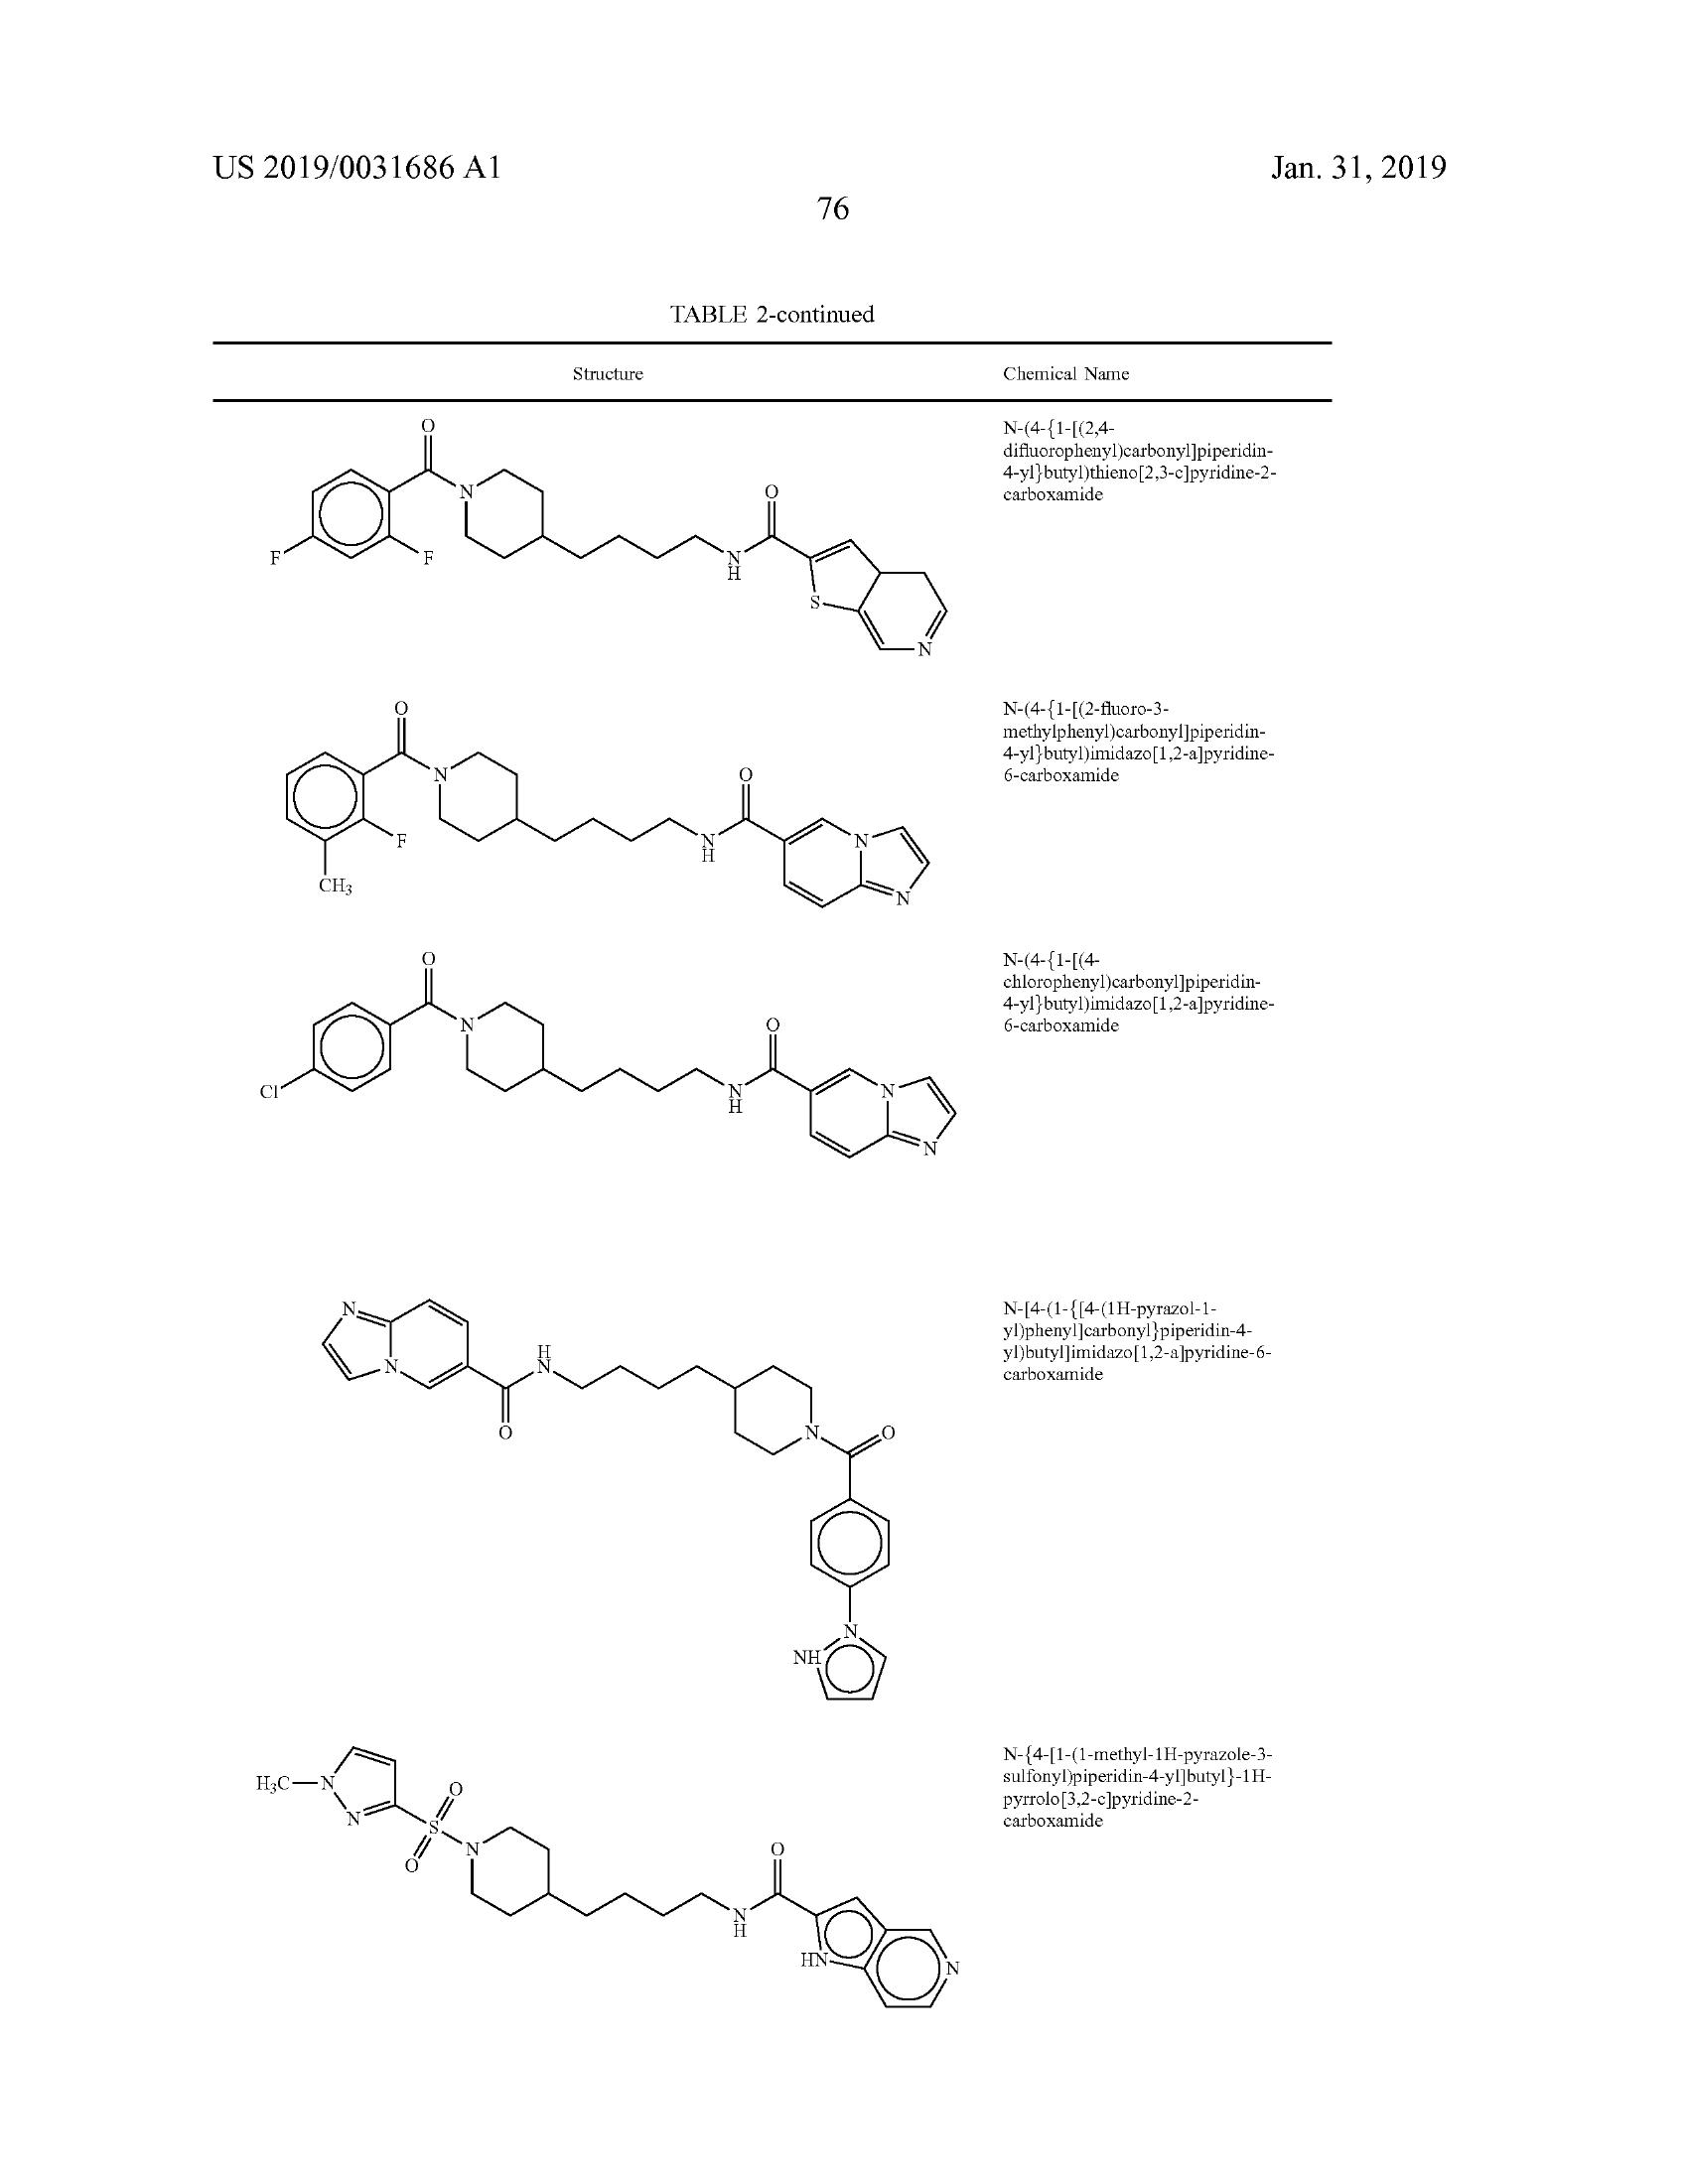 US 2019/0031686 A1
Jan. 31, 2019
76
TABLE 2-continued
Structure
Chemical Name
O
N
F
F
O
N
H
S
N
N-(4-{1-[(2,4-
difluorophenyl)carbonyl]piperidin-
4-yl}butyl)thieno[2,3-c]pyridine-2-
carboxamide
O
N
F
CH3
O
N
H
N
N
N-(4-{1-[(2-fluoro-3-
methylphenyl)carbonyl]piperidin-
4-yl}butyl)imidazo[1,2-a]pyridine-
6-carboxamide
O
N
Cl
O
N
H
N
N
N-(4-{1-[(4-
chlorophenyl)carbonyl]piperidin-
4-yl}butyl)imidazo[1,2-a]pyridine-
6-carboxamide
N
N
H
N
O
N
O
N
NH
N-[4-(1-{[4-(1H-pyrazol-1-
yl)phenyl]carbonyl}piperidin-4-
yl)butyl]imidazo[1,2-a]pyridine-6-
carboxamide
H3C
N
N
O
S
O
N
O
N
H
HN
N
N-{4-[1-(1-methyl-1H-pyrazole-3-
sulfonyl)piperidin-4-yl]butyl}-1H-
pyrrolo[3,2-c]pyridine-2-
carboxamide